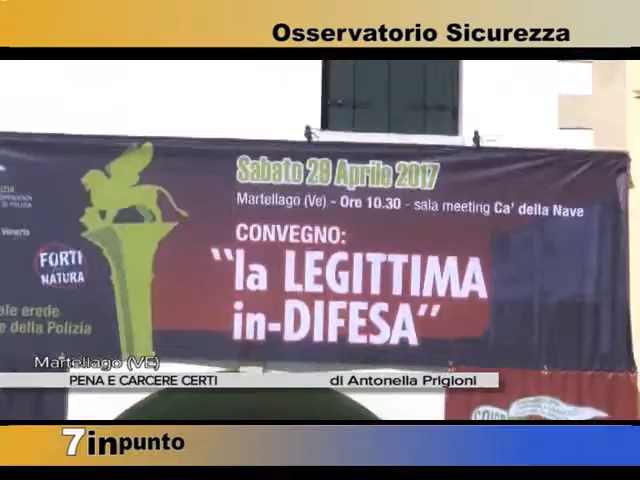 Osservatorio Sicurezza
Sabato 29 Aprile 2017
Martellago (Ve) - Ore 10.30 - sala meeting Ca' della Nave
CONVEGNO:
"la LEGITTIMA
in-DIFESA"
Veneto
FORTI
NATURA
ale erede
e della Polizia
Martellago (VE)
PENA E CARCERE CERTI di Antonella Prigioni
7inpunto